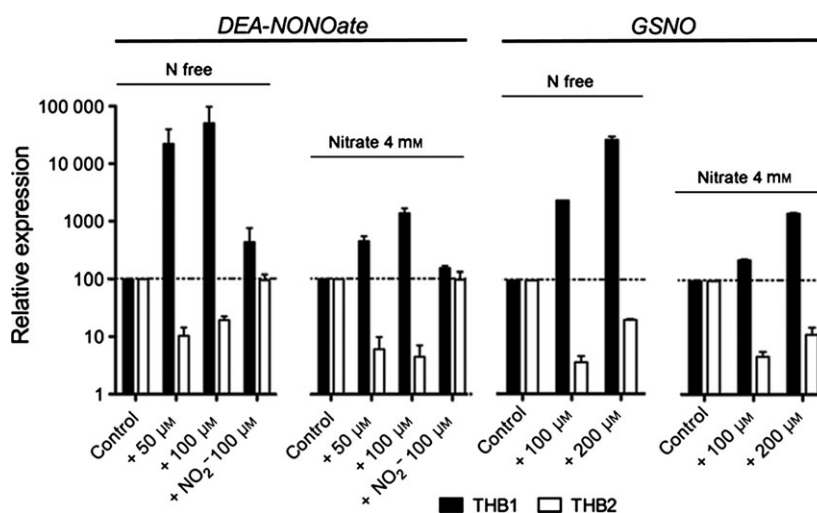 DEA-NONOate GSNO
N free N free
Nitrate 4 mM Nitrate 4 mM
Relative expression
100 000
10 000
1000
100
10
1
Control + 50 µM + 100 µM + NO2- 100 µM Control + 50 µM + 100 µM + NO2- 100 µM Control + 100 µM + 200 µM Control + 100 µM + 200 µM
THB1 THB2